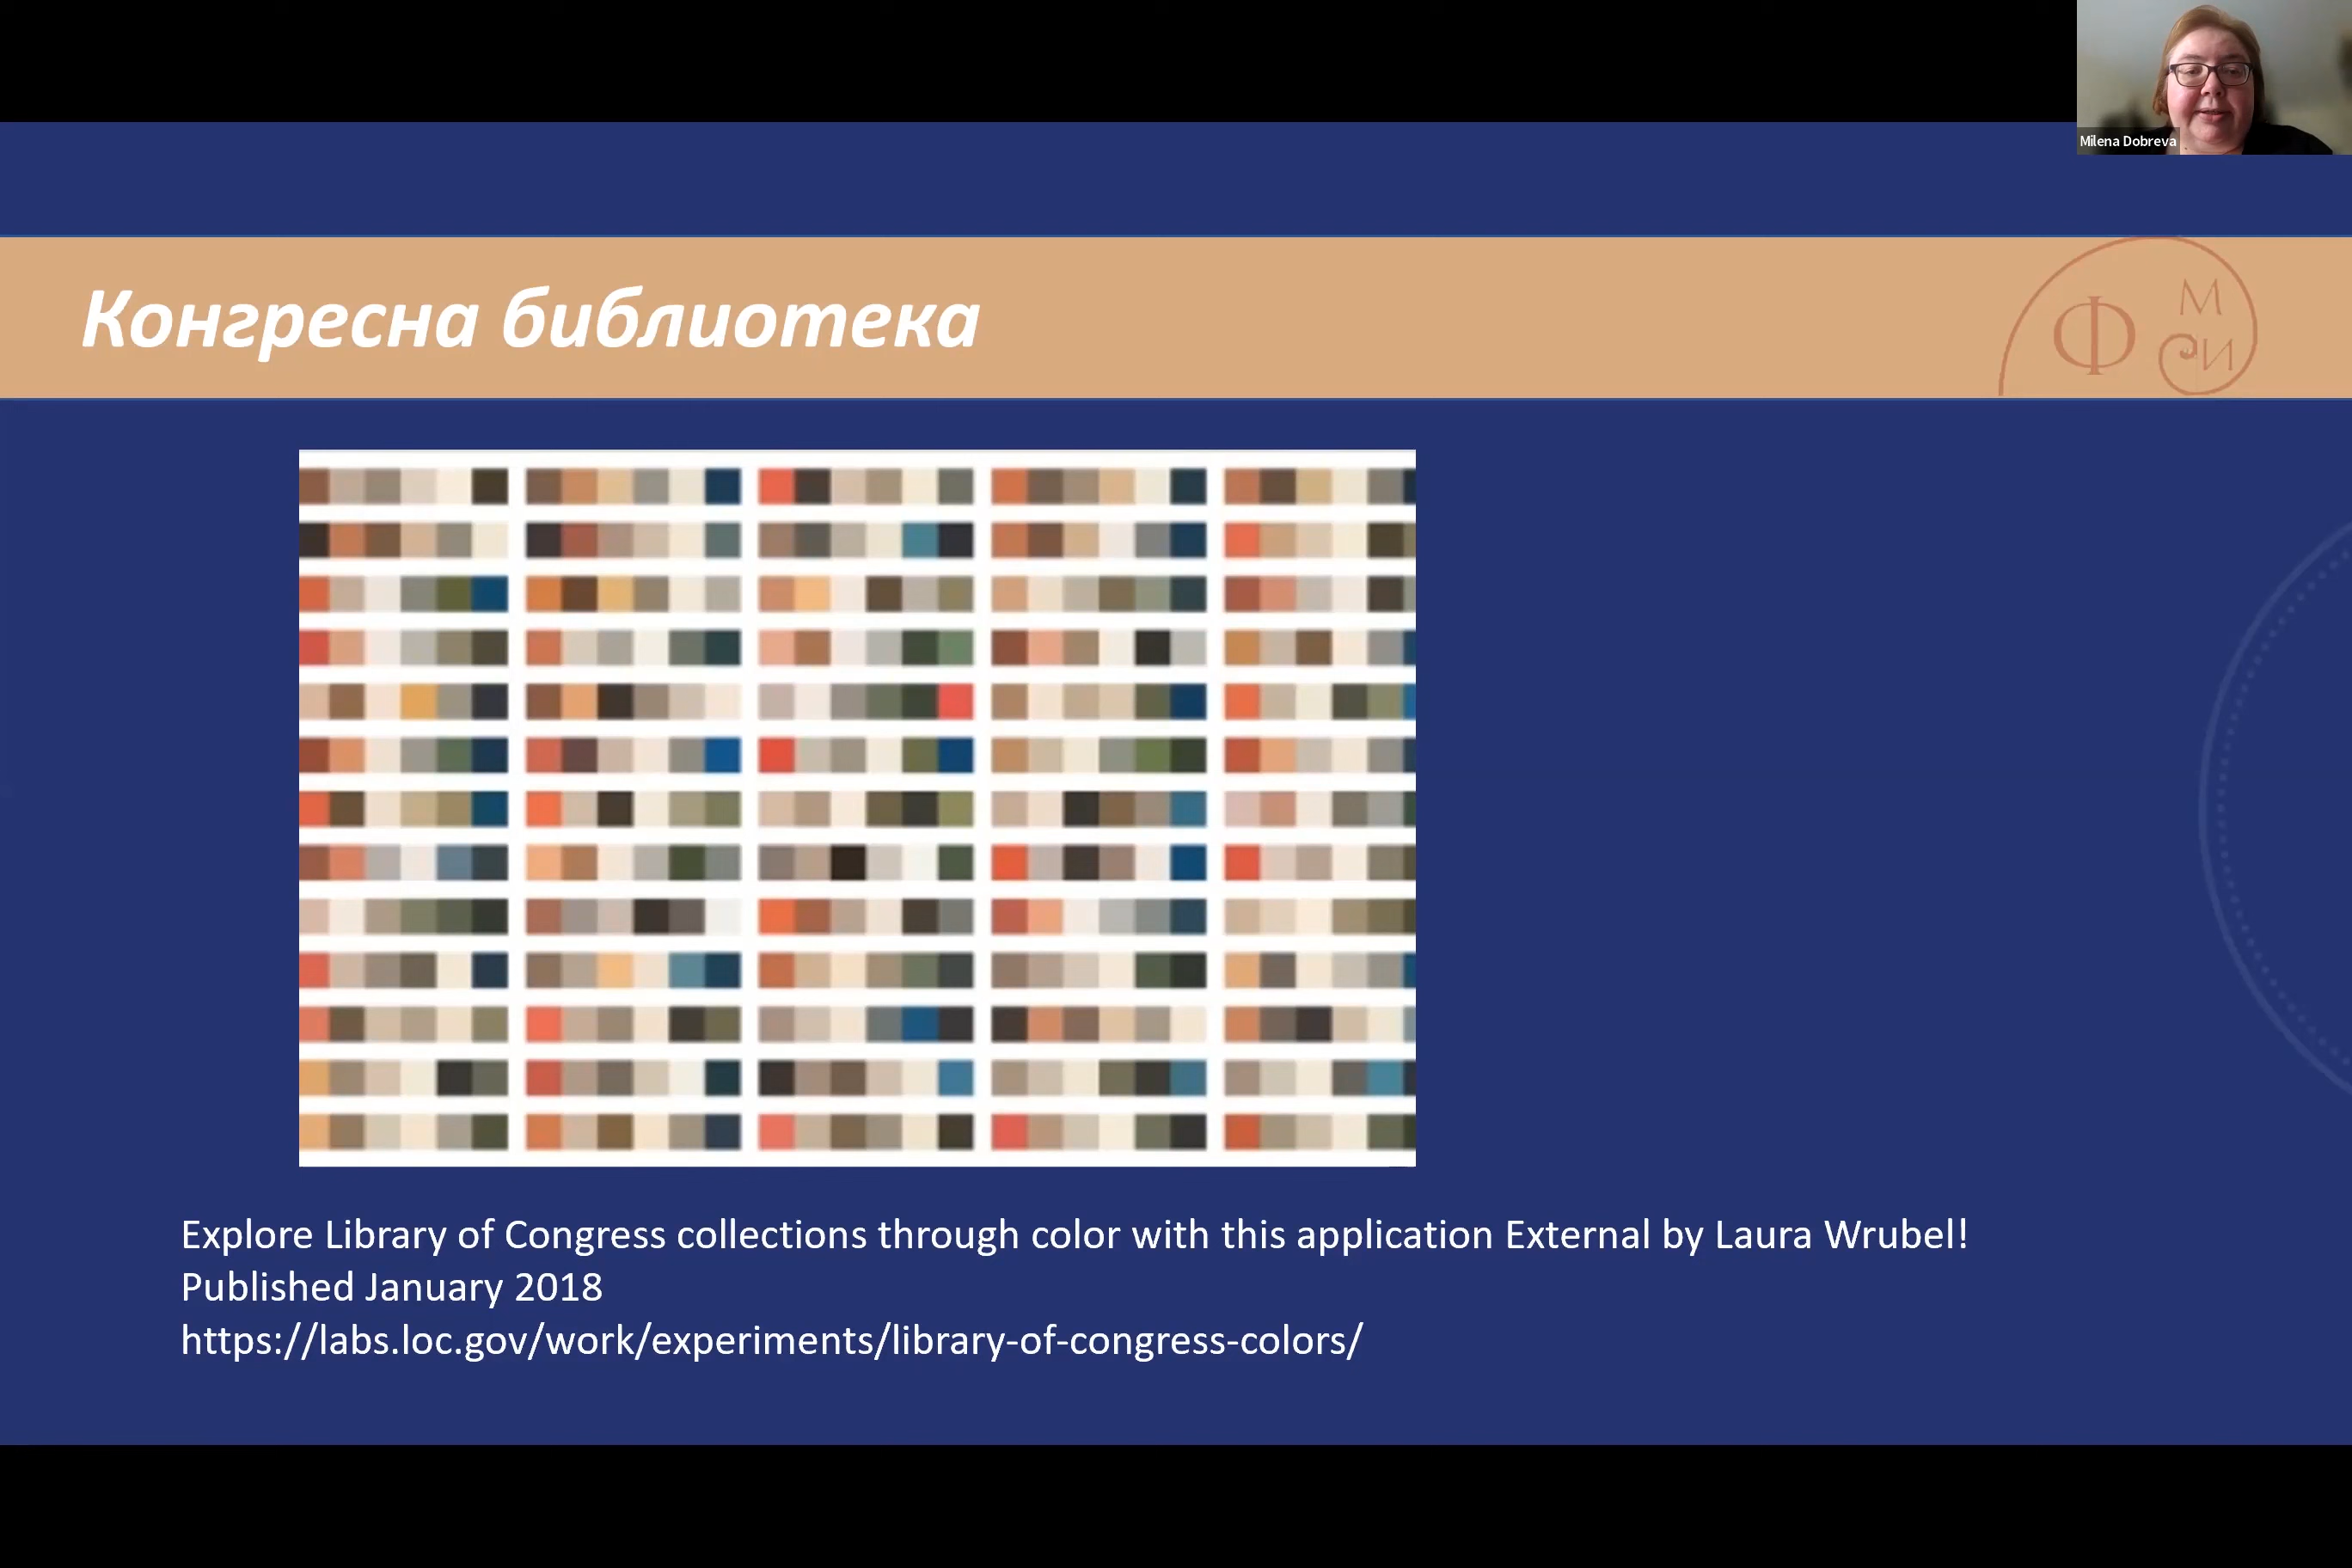 Milena Dobreva
Конгресна библиотека
Ф
М
СИ
Explore Library of Congress collections through color with this application External by Laura Wrubel!
Published January 2018
https://labs.loc.gov/work/experiments/library-of-congress-colors/